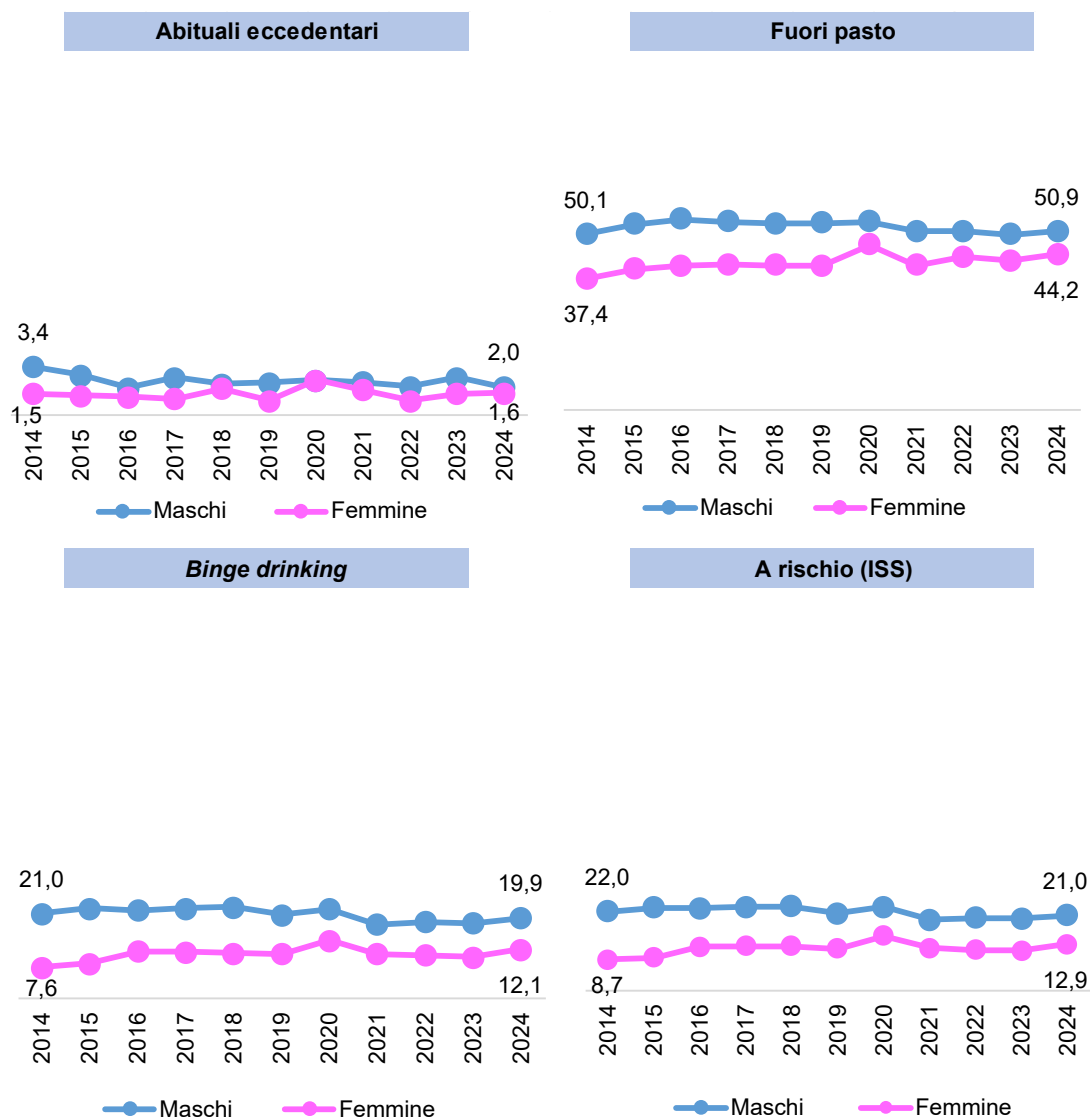 Abituali eccedentari
3,4
2,0
1,5
1,6
2014 2015 2016 2017 2018 2019 2020 2021 2022 2023 2024
Maschi Femmine
Fuori pasto
50,1
50,9
37,4
44,2
2014 2015 2016 2017 2018 2019 2020 2021 2022 2023 2024
Maschi Femmine
Binge drinking
21,0
19,9
7,6
12,1
2014 2015 2016 2017 2018 2019 2020 2021 2022 2023 2024
Maschi Femmine
A rischio (ISS)
22,0
21,0
8,7
12,9
2014 2015 2016 2017 2018 2019 2020 2021 2022 2023 2024
Maschi Femmine